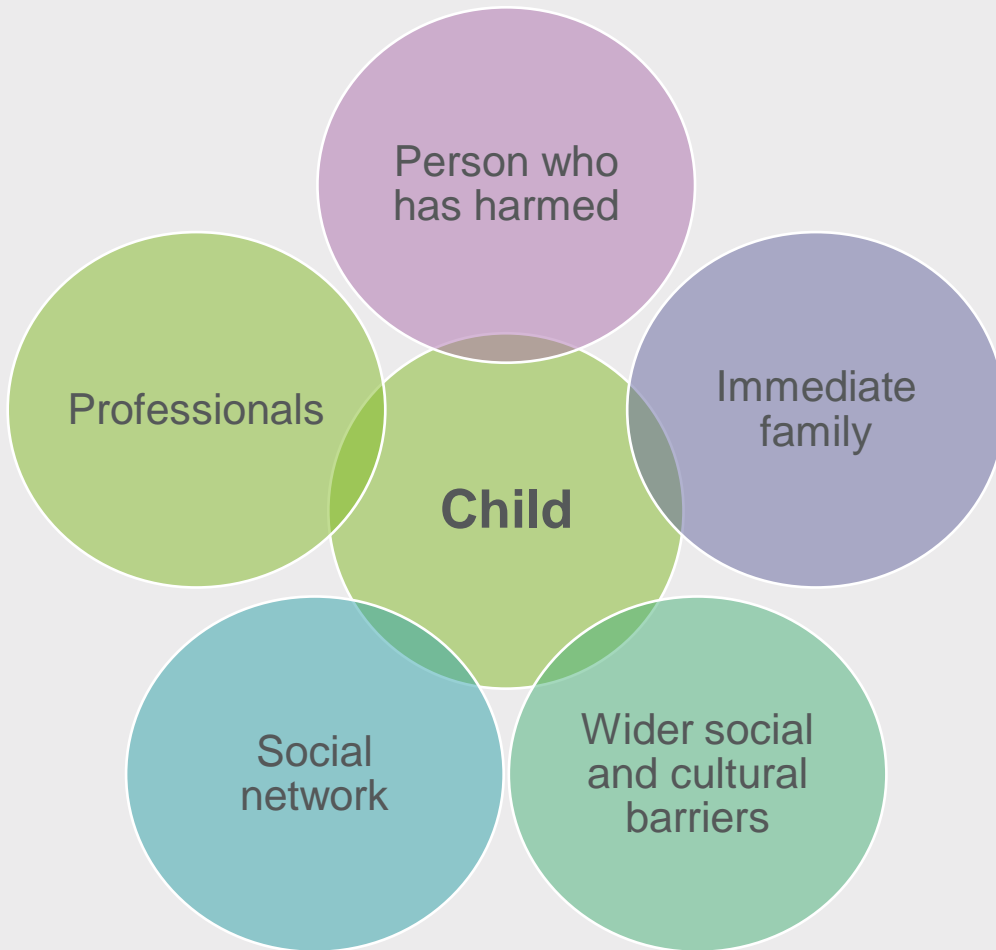 Person who
has harmed
Professionals
Immediate
family
Child
Social
network
Wider social
and cultural
barriers